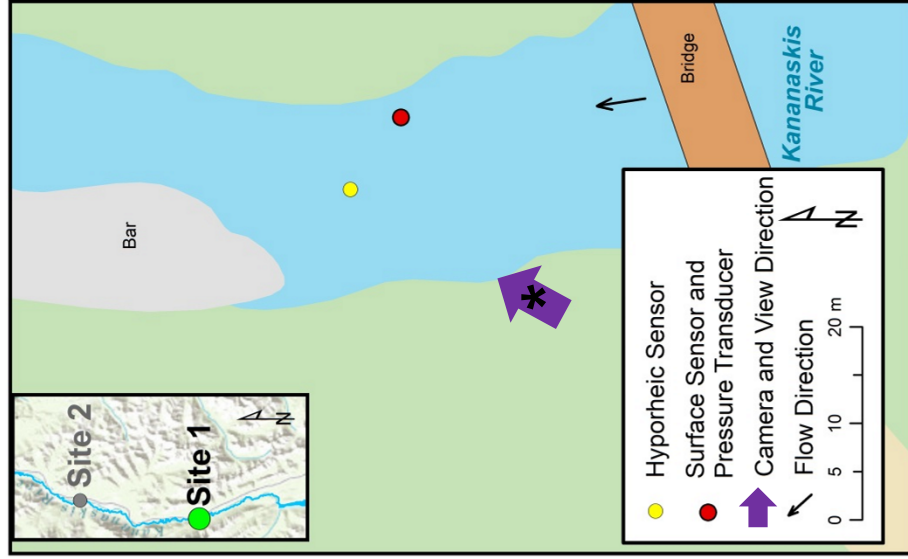 Site 2
Site 1
N
Bar
*
Bridge
Kananaskis
River
Hyporheic Sensor
Surface Sensor and
Pressure Transducer
Camera and View Direction
Flow Direction
N
0 5 10 20 m